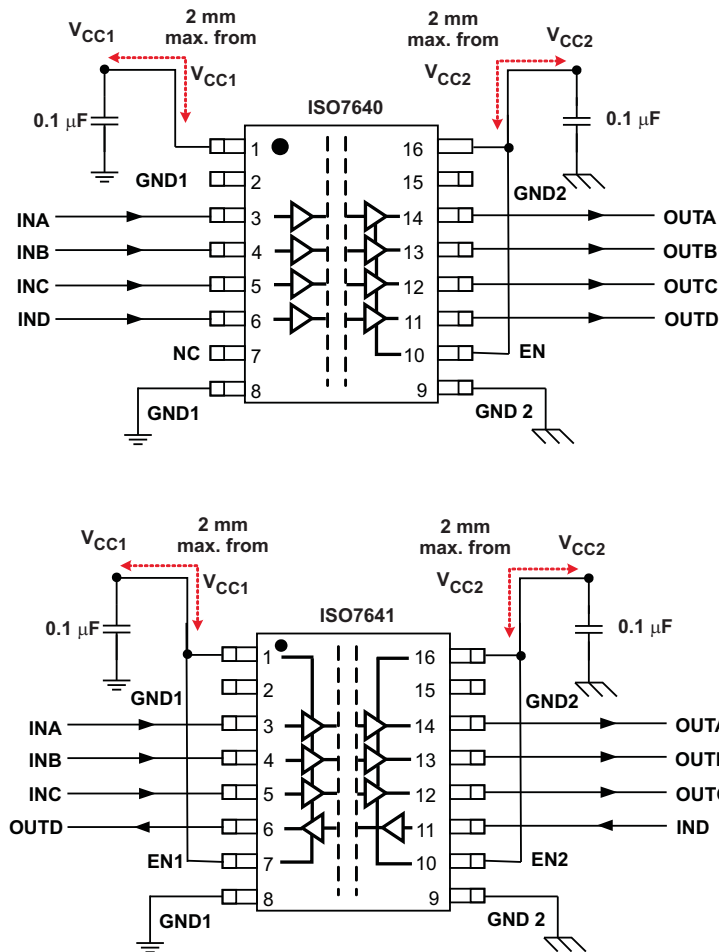 2 mm
max. from
VCC1
VCC1
2 mm
max. from
VCC2
VCC2
0.1 μF
ISO7640
0.1 μF
1
16
GND1
2
15
GND2
INA
3
14
OUTA
INB
4
13
OUTB
INC
5
12
OUTC
IND
6
11
OUTD
NC
7
10
EN
8
9
GND1
GND 2
2 mm
max. from
VCC1
VCC1
2 mm
max. from
VCC2
VCC2
0.1 μF
ISO7641
0.1 μF
1
16
GND1
2
15
GND2
INA
3
14
OUTA
INB
4
13
OUT
INC
5
12
OUT
OUTD
6
11
IND
EN1
7
10
EN2
8
9
GND1
GND 2